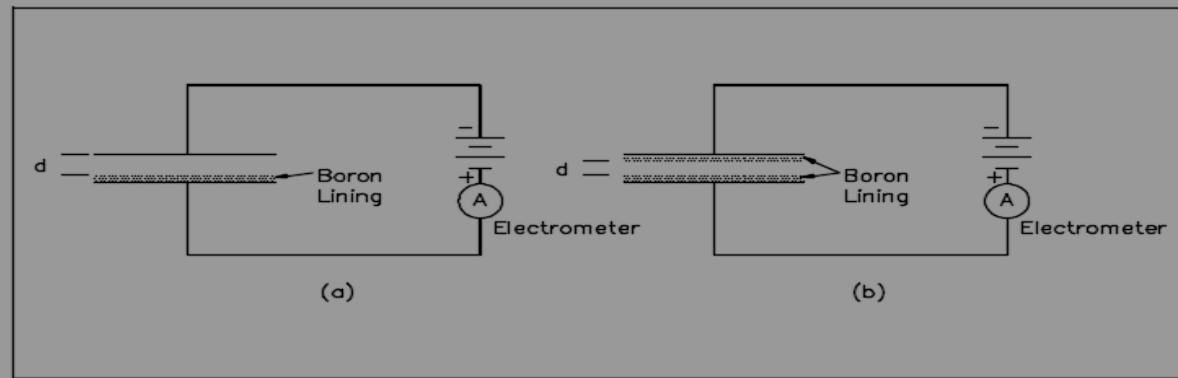 −
−
d
Boron
Lining
+
A
Electrometer
d
Boron
Lining
+
A
Electrometer
(a)
(b)